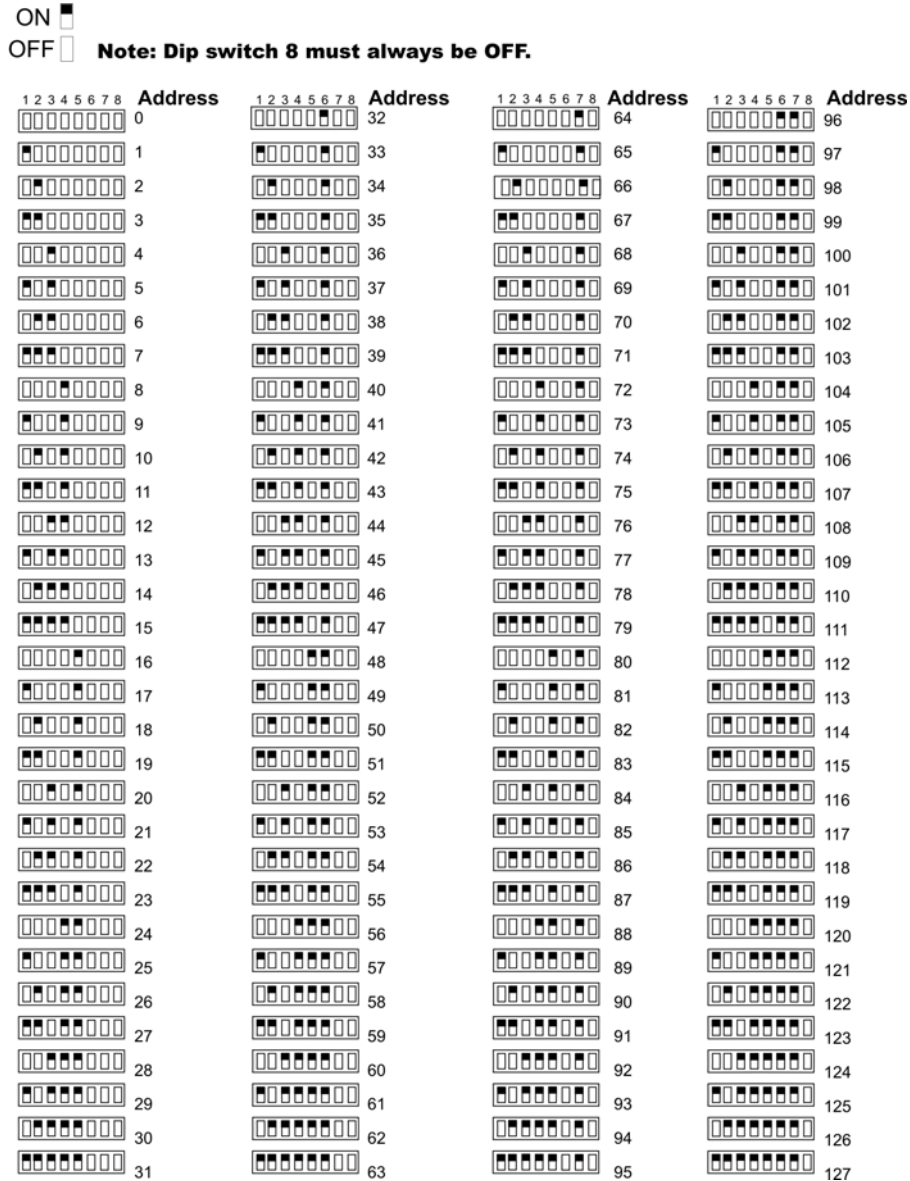 ON
OFF Note: Dip switch 8 must always be OFF.
1 2 3 4 5 6 7 8 Address 1 2 3 4 5 6 7 8 Address 1 2 3 4 5 6 7 8 Address 1 2 3 4 5 6 7 8 Address
0 32 64 96
1 33 65 97
2 34 66 98
3 35 67 99
4 36 68 100
5 37 69 101
6 38 70 102
7 39 71 103
8 40 72 104
9 41 73 105
10 42 74 106
11 43 75 107
12 44 76 108
13 45 77 109
14 46 78 110
15 47 79 111
16 48 80 112
17 49 81 113
18 50 82 114
19 51 83 115
20 52 84 116
21 53 85 117
22 54 86 118
23 55 87 119
24 56 88 120
25 57 89 121
26 58 90 122
27 59 91 123
28 60 92 124
29 61 93 125
30 62 94 126
31 63 95 127